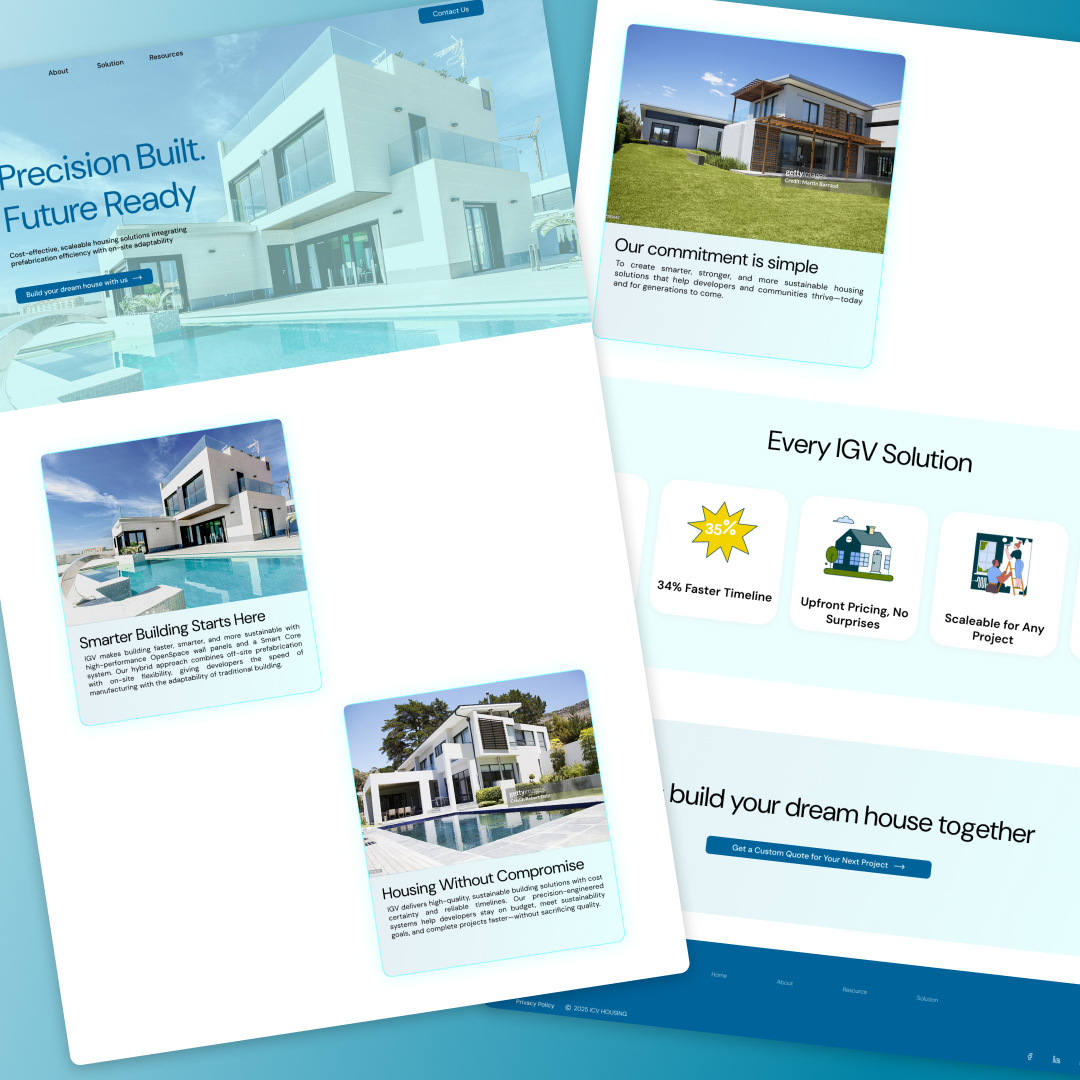 Contact Us
About
Solution
Resources
Precision Built.
Future Ready
Cost-effective, scaleable housing solutions integrating
prefabrication efficiency with on-site adaptability
Build your dream house with us
Smarter Building Starts Here
IGV makes building faster, smarter, and more sustainable with
high-performance OpenSpace wall panels and a Smart Core
system. Our hybrid approach combines off-site prefabrication
with on-site flexibility, giving developers the speed of
manufacturing with the adaptability of traditional building.
gettyimages
Housing Without Compromise
IGV delivers high-quality, sustainable building solutions with cost
certainty and reliable timelines. Our precision-engineered
systems help developers stay on budget, meet sustainability
goals, and complete projects faster—without sacrificing quality.
gettyimages
Credit: Martin Barraud
Our commitment is simple
To create smarter, stronger, and more sustainable housing
solutions that help developers and communities thrive—today
and for generations to come.
Every IGV Solution
35%
34% Faster Timeline
Upfront Pricing, No
Surprises
Scaleable for Any
Project
build your dream house together
Get a Custom Quote for Your Next Project
Home
About
Resource
Solution
Privacy Policy
© 2025 ICV HOUSING